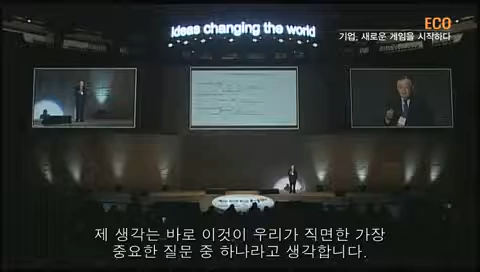 ECO
기업, 새로운 게임을 시작하다
Ideas changing the world
제 생각는 바로 이것이 우리가 직면한 가장
중요한 질문 중 하나라고 생각합니다.